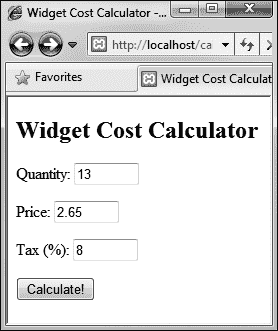 Widget Cost Calculator -...
http://localhost/ca
Favorites
Widget Cost Calculat
Widget Cost Calculator
Quantity: 13
Price: 2.65
Tax (%): 8
Calculate!